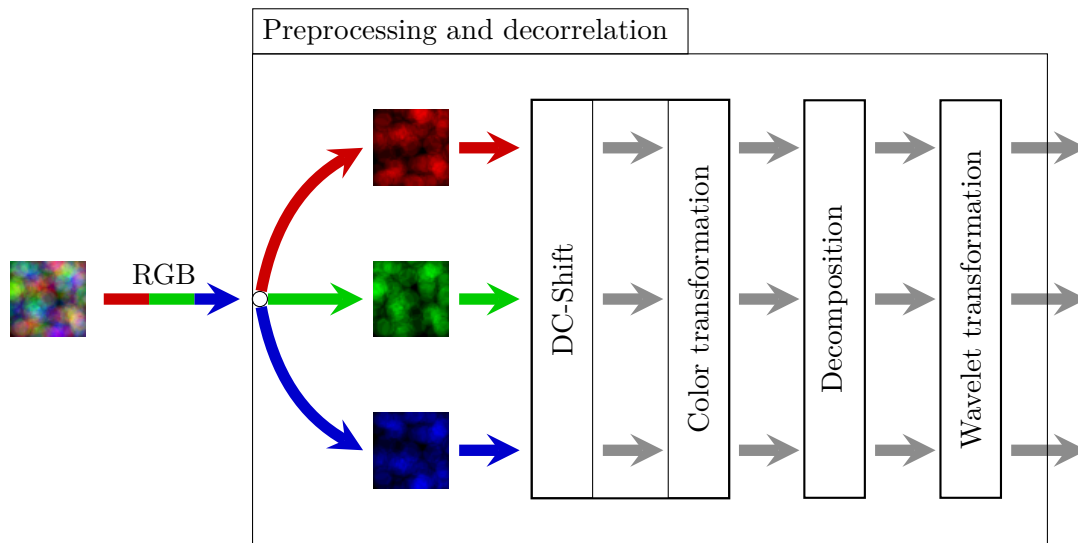 Preprocessing and decorrelation
RGB
DC-Shift
Color transformation
Decomposition
Wavelet transformation